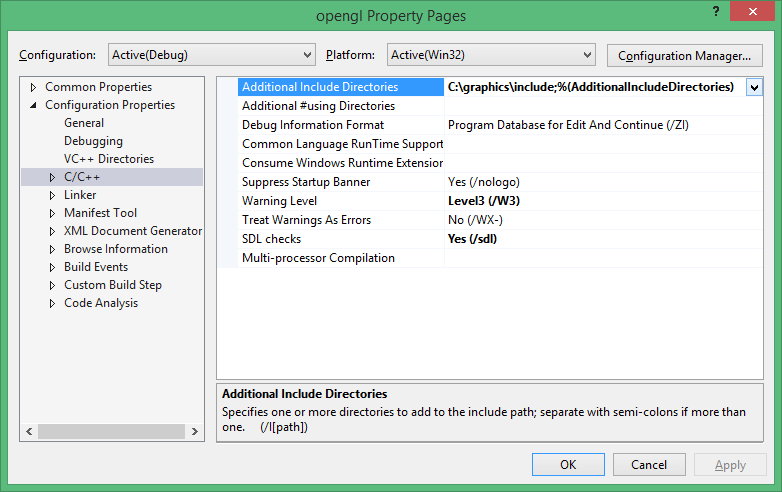 opengl Property Pages
? ×
Configuration: Active(Debug) Platform: Active(Win32) Configuration Manager...
Common Properties
Configuration Properties
General
Debugging
VC++ Directories
C/C++
Linker
Manifest Tool
XML Document Generator
Browse Information
Build Events
Custom Build Step
Code Analysis
Additional Include Directories C:\graphics\include;%(AdditionalIncludeDirectories)
Additional #using Directories
Debug Information Format Program Database for Edit And Continue (/ZI)
Common Language RunTime Support
Consume Windows Runtime Extension
Suppress Startup Banner Yes (/nologo)
Warning Level Level3 (/W3)
Treat Warnings As Errors No (/WX-)
SDL checks Yes (/sdl)
Multi-processor Compilation
Additional Include Directories
Specifies one or more directories to add to the include path; separate with semi-colons if more than
one. (/I[path])
OK Cancel Apply